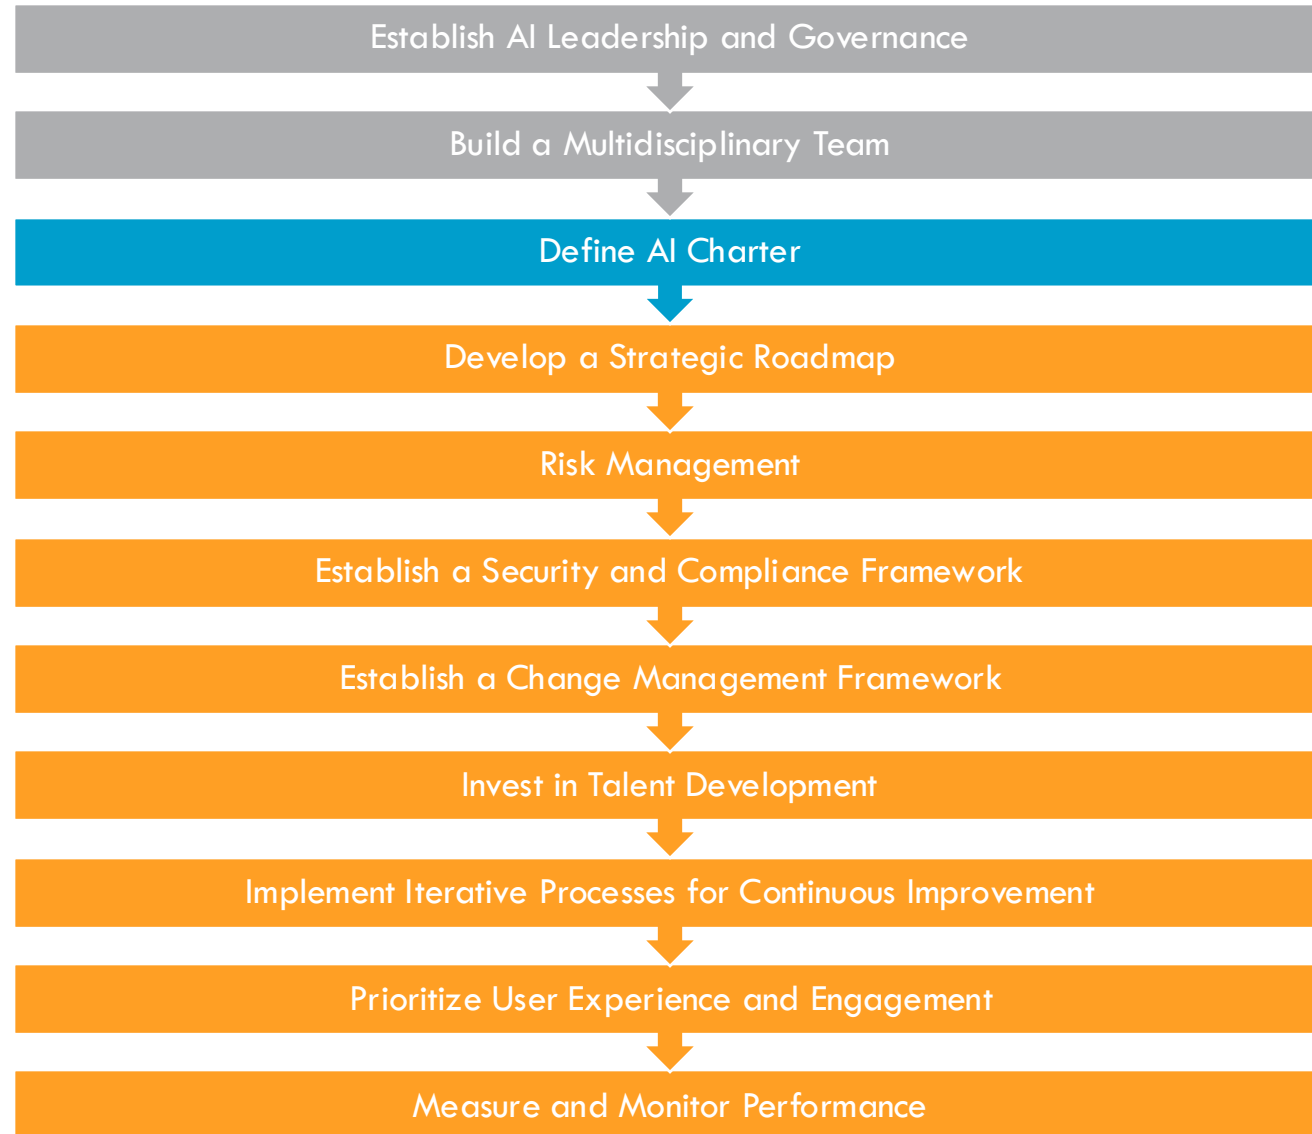 Establish AI Leadership and Governance
Build a Multidisciplinary Team
Define AI Charter
Develop a Strategic Roadmap
Risk Management
Establish a Security and Compliance Framework
Establish a Change Management Framework
Invest in Talent Development
Implement Iterative Processes for Continuous Improvement
Prioritize User Experience and Engagement
Measure and Monitor Performance